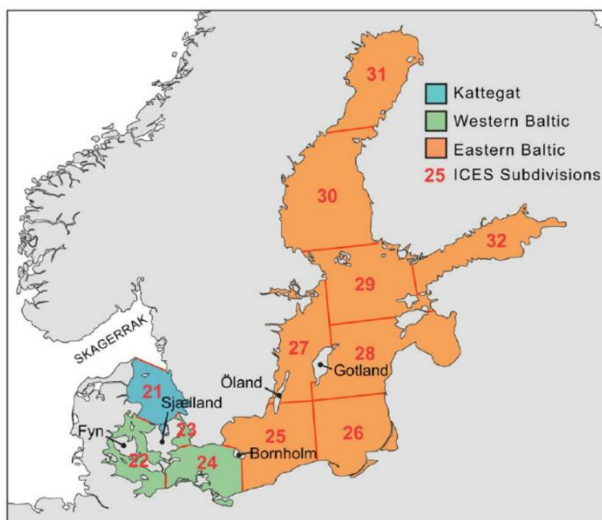 31
Kattegat
Western Baltic
Eastern Baltic
25 ICES Subdivisions
30
32
29
SKAGERRAK
27
28
Gotland
Öland
21
Sjælland
Fyn
23
22
24
25
26
Bornholm